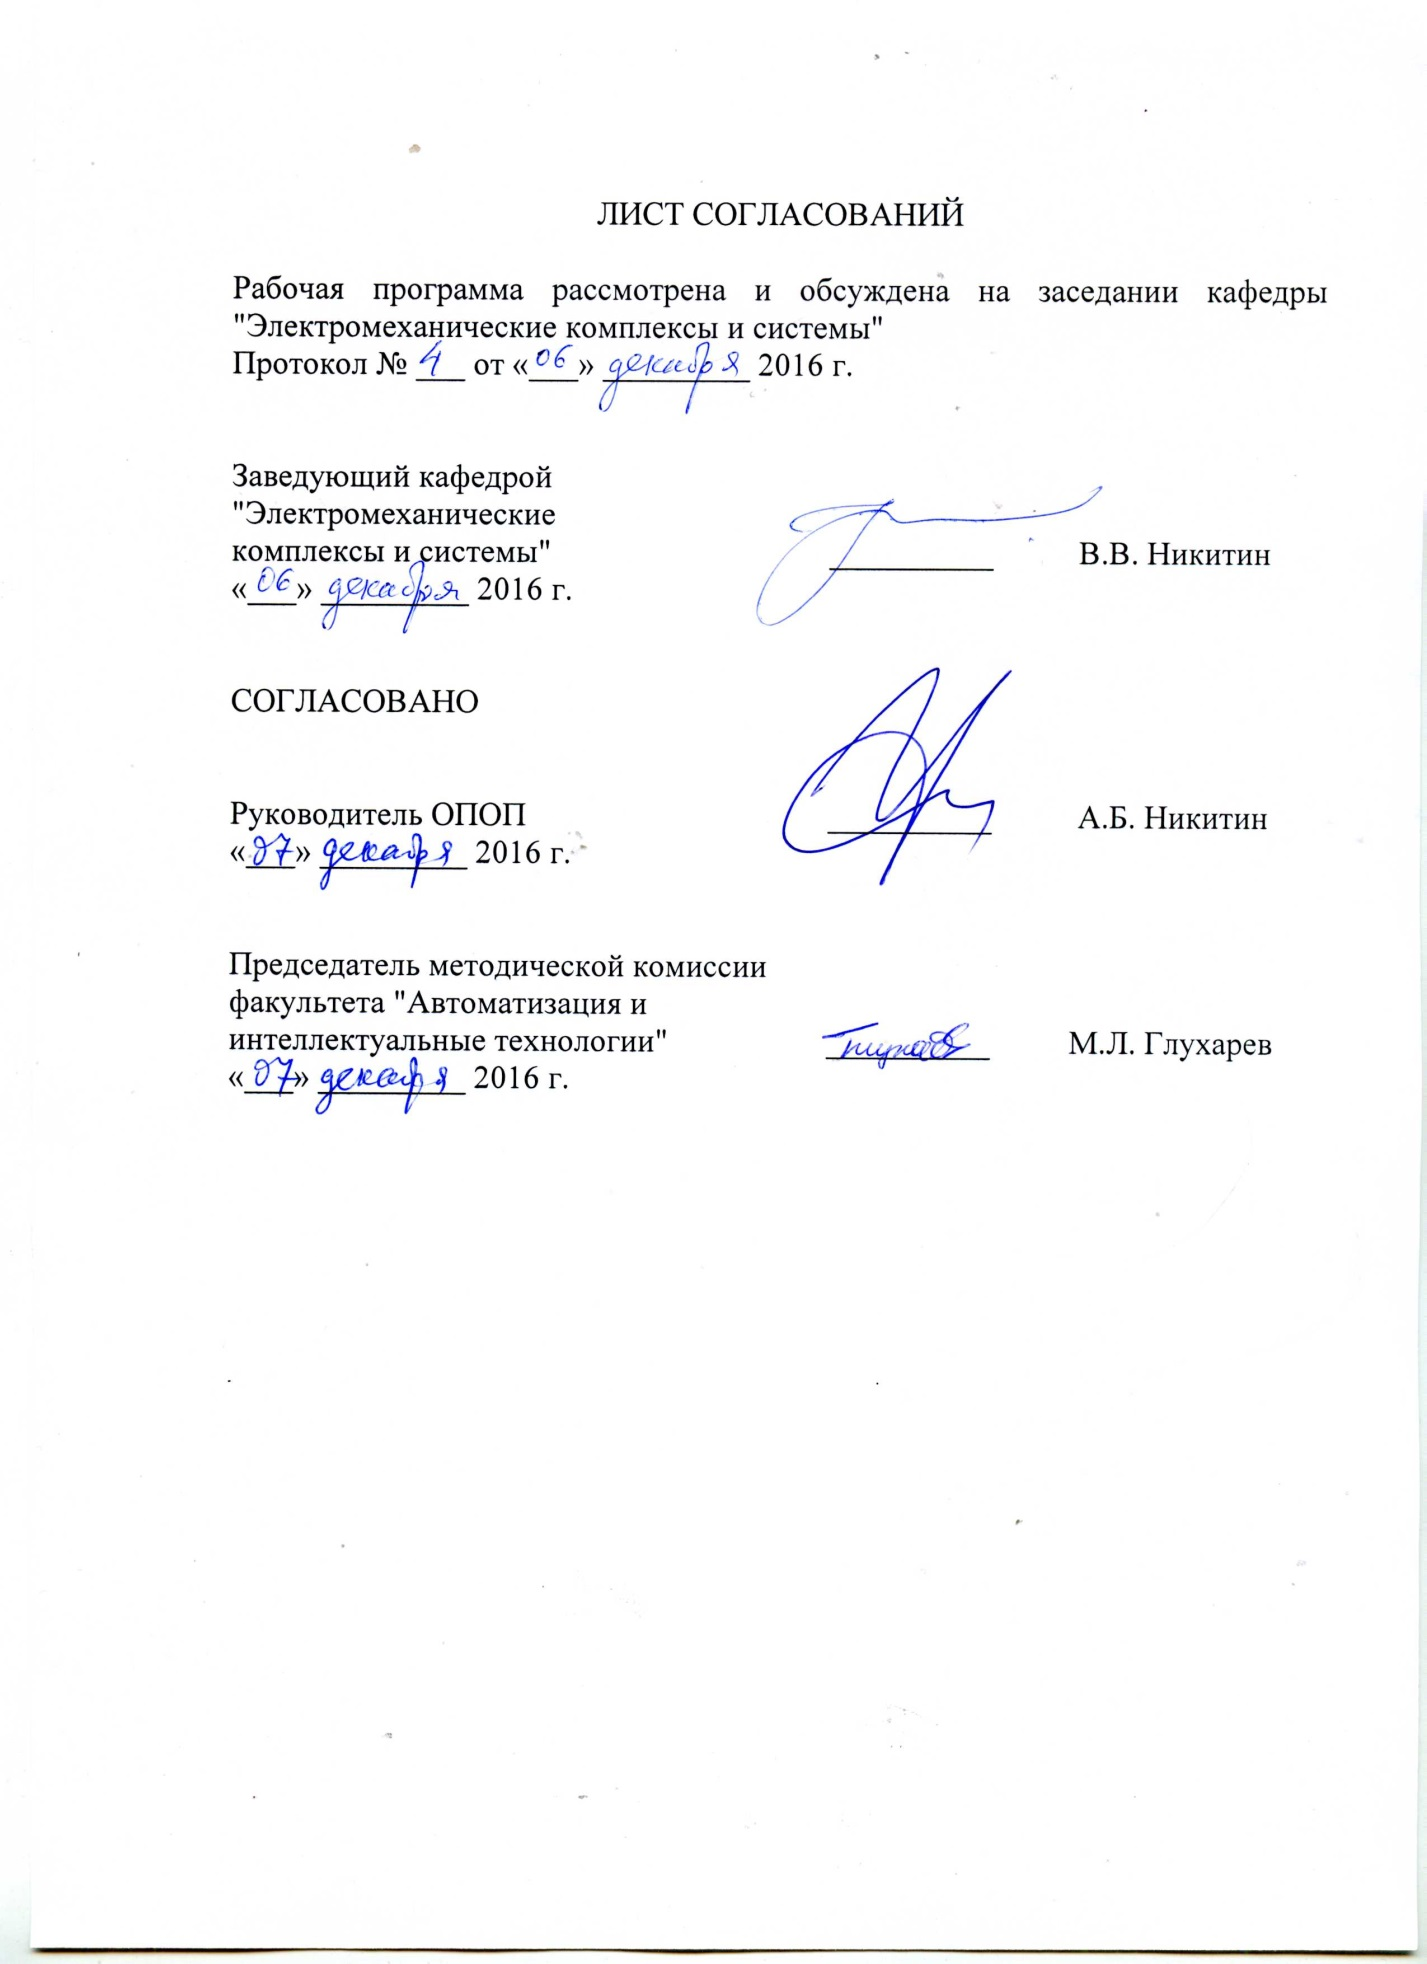 ЛИСТ СОГЛАСОВАНИЙ
Рабочая программа рассмотрена и обсуждена на заседании кафедры
"Электромеханические комплексы и системы"
Протокол № 4 от «06» декабря 2016 г.
Заведующий кафедрой
"Электромеханические
комплексы и системы" В.В. Никитин
«06» декабря 2016 г.
СОГЛАСОВАНО
Руководитель ОПОП А.Б. Никитин
«07» декабря 2016 г.
Председатель методической комиссии
факультета "Автоматизация и
интеллектуальные технологии" М.Л. Глухарев
«07» декабря 2016 г.